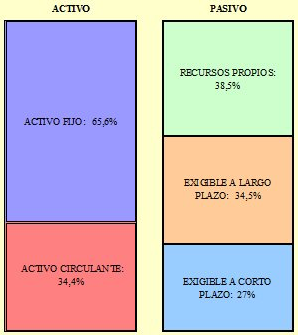 ACTIVO
PASIVO
ACTIVO FIJO: 65,6%
ACTIVO CIRCULANTE:
34,4%
RECURSOS PROPIOS:
38,5%
EXIGIBLE A LARGO
PLAZO: 34,5%
EXIGIBLE A CORTO
PLAZO: 27%